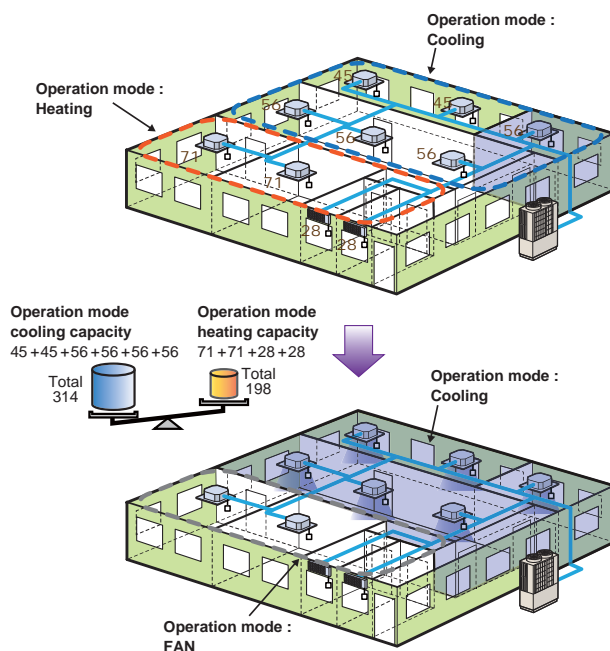 Operation mode :
Cooling
Operation mode :
Heating
45
56
45
56
56
71
56
71
28
28
Operation mode
cooling capacity
45 +45 +56 +56 +56 +56
Total
314
Operation mode
heating capacity
71 +71 +28 +28
Total
198
Operation mode :
Cooling
Operation mode :
FAN